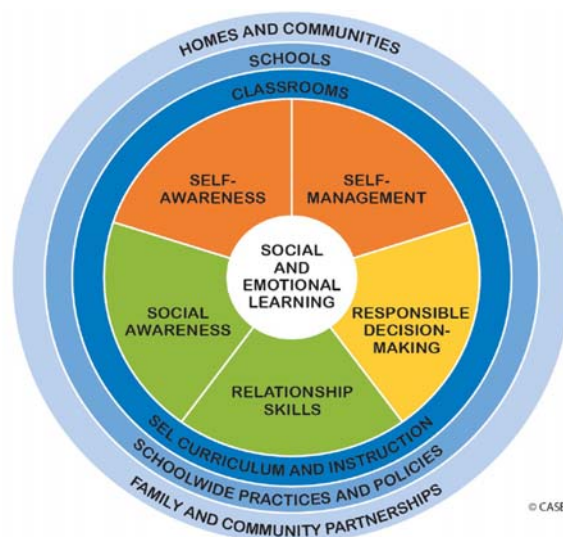 HOMES AND COMMUNITIES
SCHOOLS
CLASSROOMS
SELF-
AWARENESS
SELF-
MANAGEMENT
SOCIAL
AND
EMOTIONAL
LEARNING
SOCIAL
AWARENESS
RESPONSIBLE
DECISION-
MAKING
RELATIONSHIP
SKILLS
SEL CURRICULUM AND INSTRUCTION
SCHOOLWIDE PRACTICES AND POLICIES
FAMILY AND COMMUNITY PARTNERSHIPS
© CASE